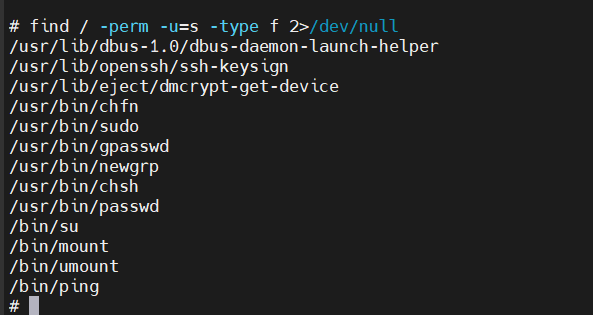 # find / -perm -u=s -type f 2>/dev/null
/usr/lib/dbus-1.0/dbus-daemon-launch-helper
/usr/lib/openssh/ssh-keysign
/usr/lib/eject/dmcrypt-get-device
/usr/bin/chfn
/usr/bin/sudo
/usr/bin/gpasswd
/usr/bin/newgrp
/usr/bin/chsh
/usr/bin/passwd
/bin/su
/bin/mount
/bin/umount
/bin/ping
#